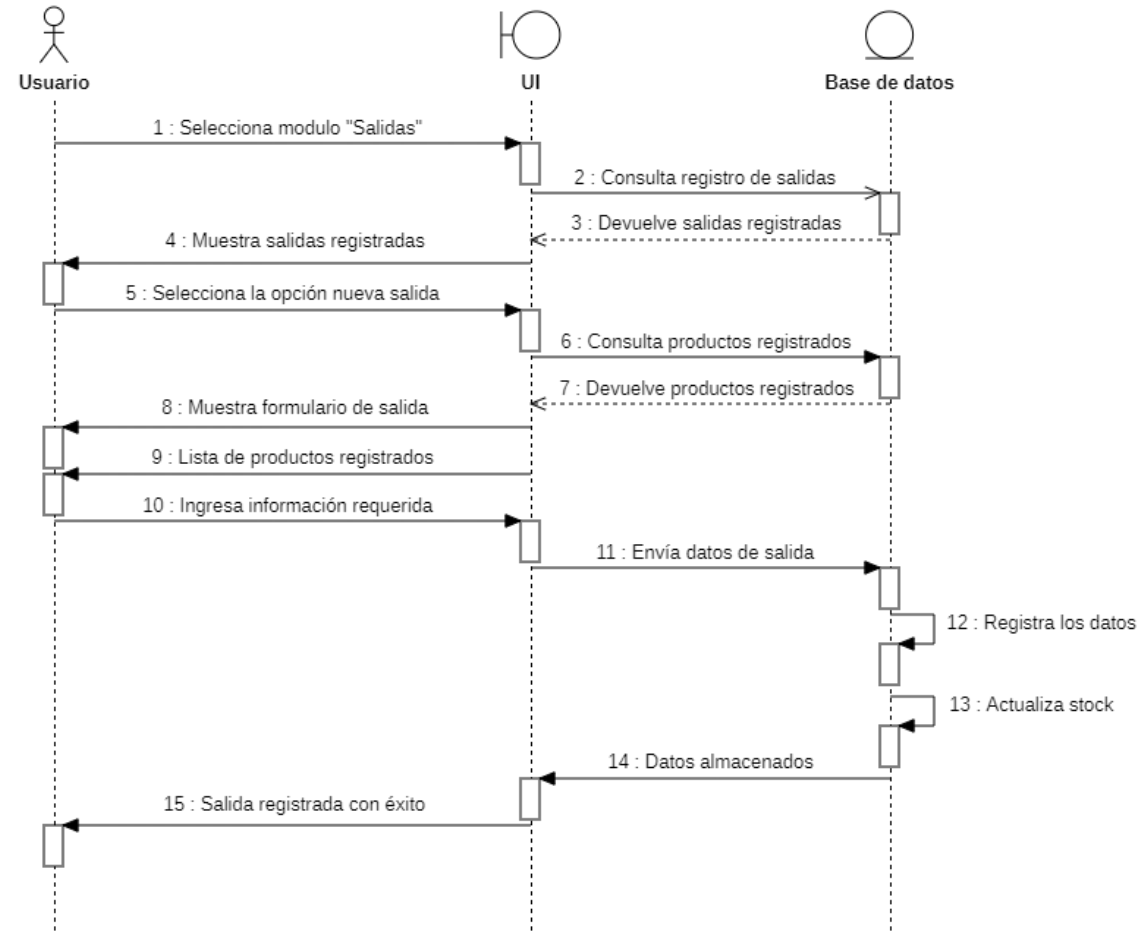 Usuario
UI
Base de datos
1 : Selecciona modulo "Salidas"
2 : Consulta registro de salidas
3 : Devuelve salidas registradas
4 : Muestra salidas registradas
5 : Selecciona la opción nueva salida
6 : Consulta productos registrados
7 : Devuelve productos registrados
8 : Muestra formulario de salida
9 : Lista de productos registrados
10 : Ingresa información requerida
11 : Envía datos de salida
12 : Registra los datos
13 : Actualiza stock
14 : Datos almacenados
15 : Salida registrada con éxito